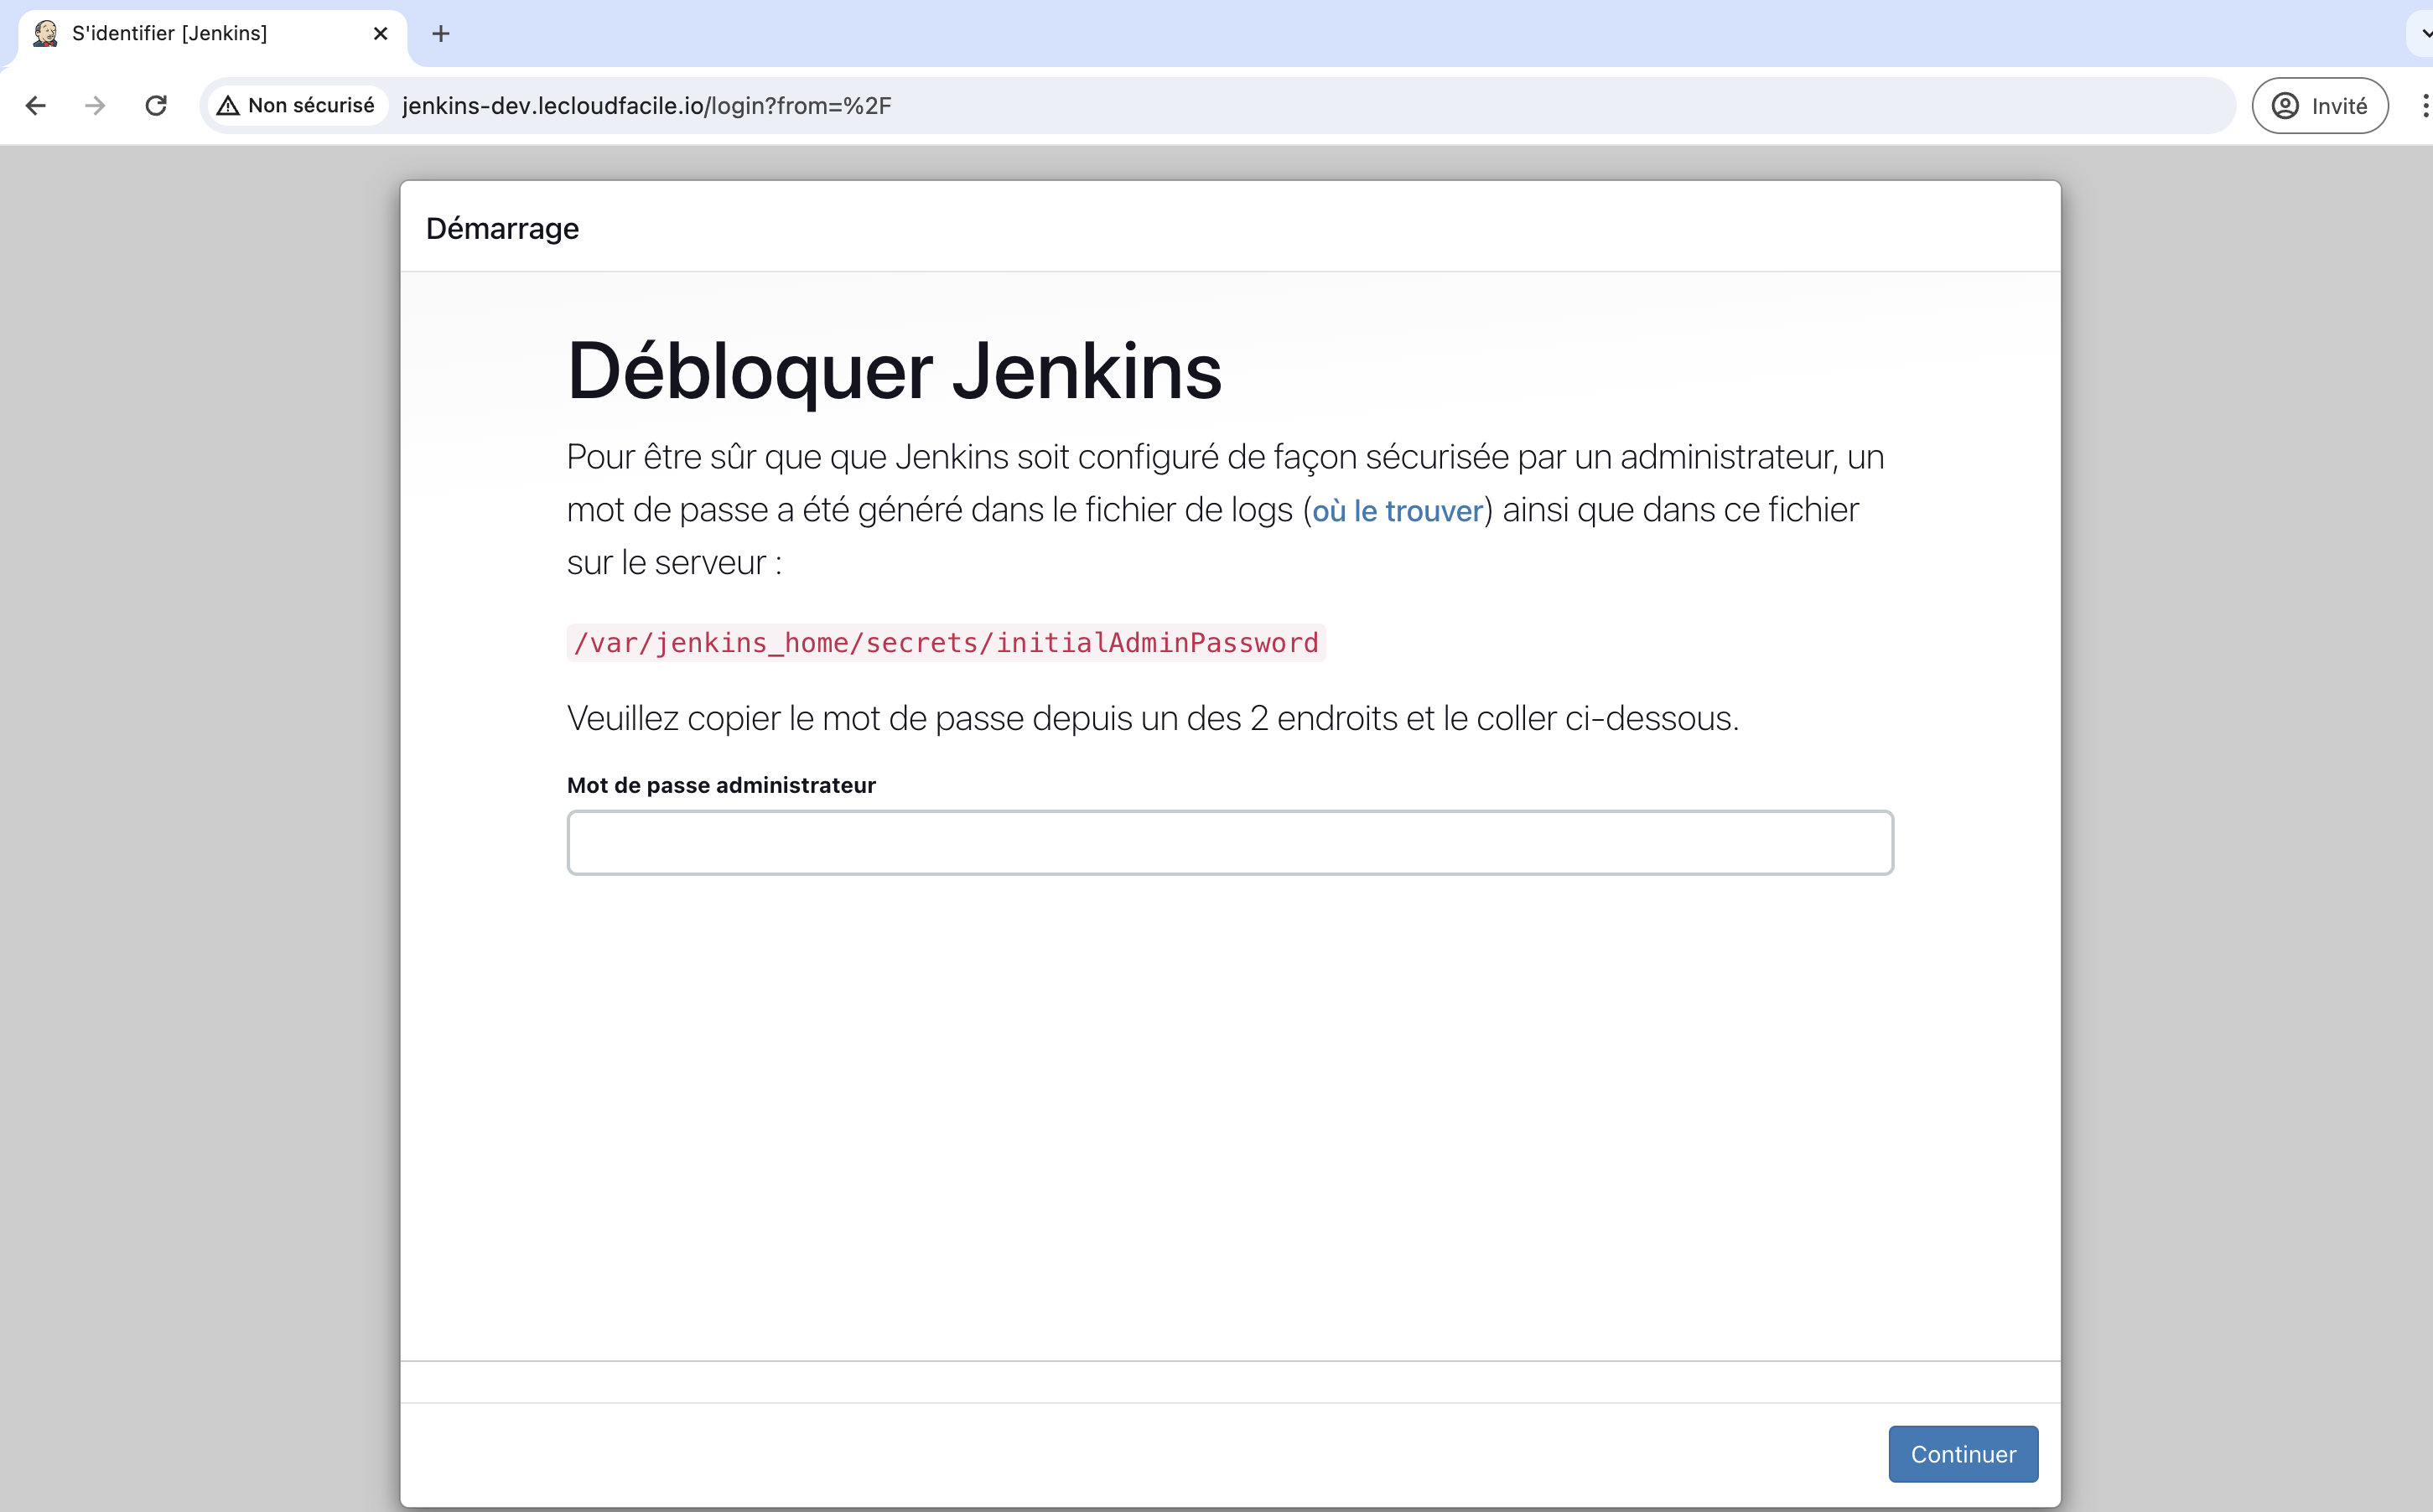 S'identifier [Jenkins]
Non sécurisé
jenkins-dev.lecloudfacile.io/login?from=%2F
Invité
Démarrage
Débloquer Jenkins
Pour être sûr que que Jenkins soit configuré de façon sécurisée par un administrateur, un
mot de passe a été généré dans le fichier de logs (où le trouver) ainsi que dans ce fichier
sur le serveur :
/var/jenkins_home/secrets/initialAdminPassword
Veuillez copier le mot de passe depuis un des 2 endroits et le coller ci-dessous.
Mot de passe administrateur
Continuer